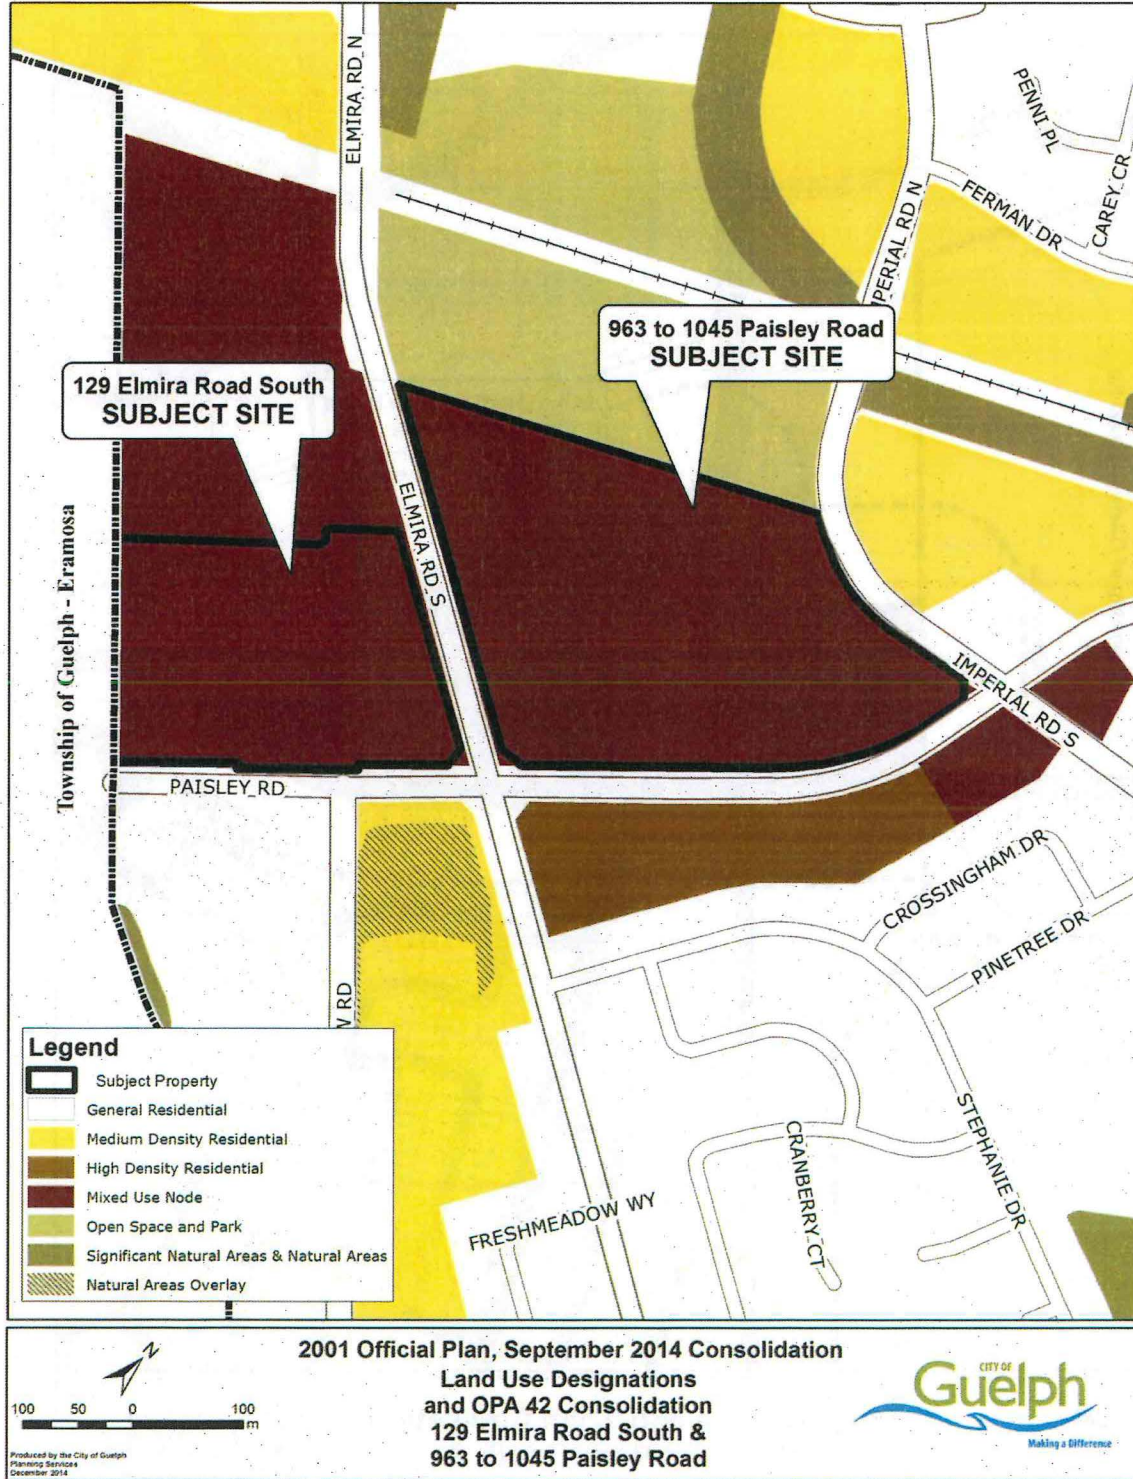 ELMIRA RD N
PENNI PL
CAREY CR
FERMAN DR
PERIAL RD N
963 to 1045 Paisley Road
SUBJECT SITE
129 Elmira Road South
SUBJECT SITE
ELMIRA RD S
Township of Guelph - Eramosa
IMPERIAL RD S
PAISLEY RD
CROSSINGHAM DR
PINETREE DR
W RD
STEPHANIE DR
CRANBERRY CT
FRESHMEADOW WY
Legend
Subject Property
General Residential
Medium Density Residential
High Density Residential
Mixed Use Node
Open Space and Park
Significant Natural Areas & Natural Areas
Natural Areas Overlay
N
100 50 0 100
m
Produced by the City of Guelph
Planning Services
December 2014
2001 Official Plan, September 2014 Consolidation
Land Use Designations
and OPA 42 Consolidation
129 Elmira Road South &
963 to 1045 Paisley Road
CITY OF
Guelph
Making a Difference